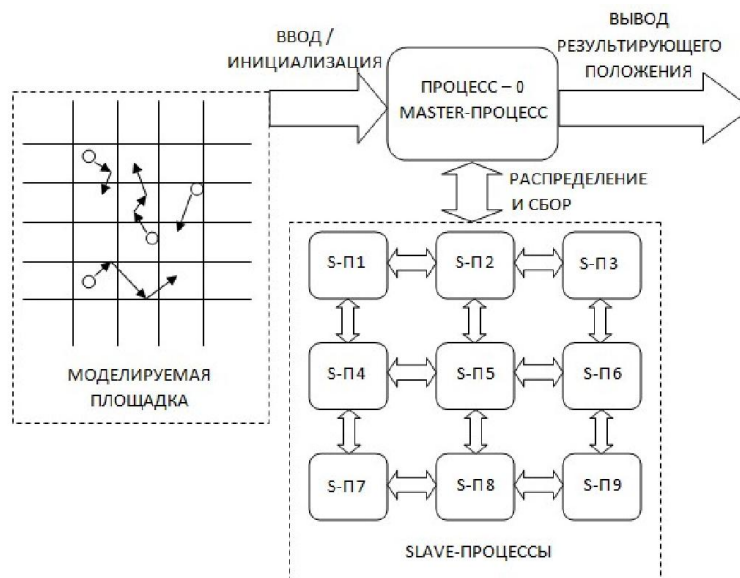 ВВОД /
ИНИЦИАЛИЗАЦИЯ
ПРОЦЕСС – 0
MASTER-ПРОЦЕСС
ВЫВОД
РЕЗУЛЬТИРУЮЩЕГО
ПОЛОЖЕНИЯ
РАСПРЕДЕЛЕНИЕ
И СБОР
МОДЕЛИРУЕМАЯ
ПЛОЩАДКА
S-П1
S-П2
S-П3
S-П4
S-П5
S-П6
S-П7
S-П8
S-П9
SLAVE-ПРОЦЕССЫ